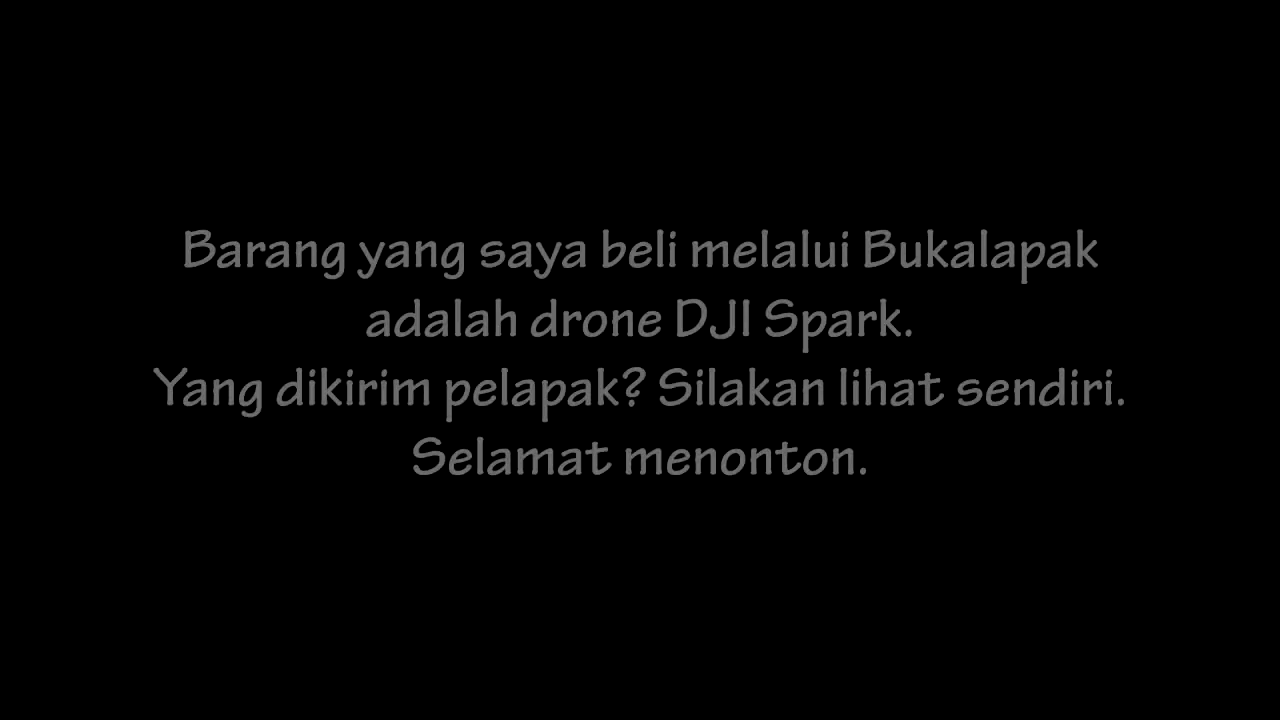 Barang yang saya beli melalui Bukalapak
adalah drone DJI Spark.
Yang dikirim pelapak? Silakan lihat sendiri.
Selamat menonton.